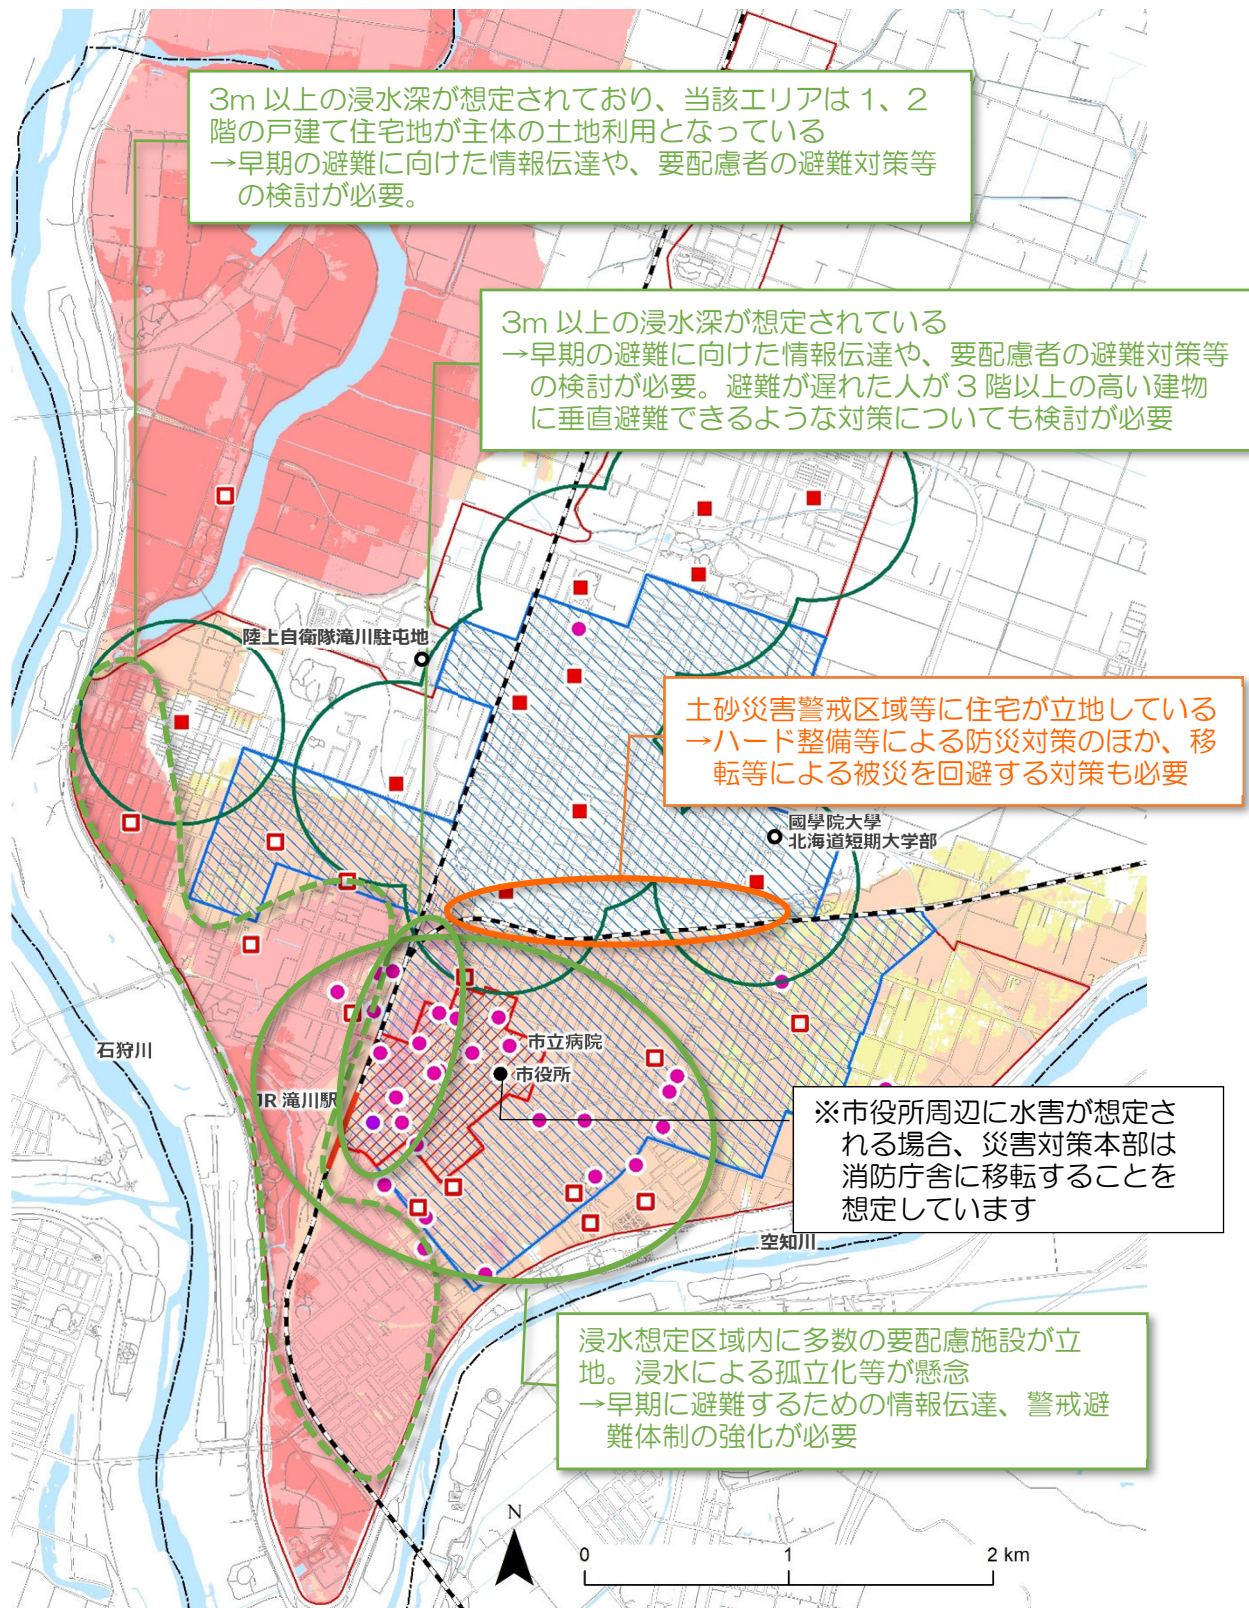 3m 以上の浸水深が想定されており、当該エリアは 1、2
階の戸建て住宅地が主体の土地利用となっている
→早期の避難に向けた情報伝達や、要配慮者の避難対策等
の検討が必要。
3m 以上の浸水深が想定されている
→早期の避難に向けた情報伝達や、要配慮者の避難対策等
の検討が必要。避難が遅れた人が 3 階以上の高い建物
に垂直避難できるような対策についても検討が必要
陸上自衛隊滝川駐屯地
土砂災害警戒区域等に住宅が立地している
→ハード整備等による防災対策のほか、移
転等による被災を回避する対策も必要
國學院大學
北海道短期大学部
石狩川
市立病院
市役所
JR 滝川駅
※市役所周辺に水害が想定さ
れる場合、災害対策本部は
消防庁舎に移転することを
想定しています
空知川
浸水想定区域内に多数の要配慮施設が立
地。浸水による孤立化等が懸念
→早期に避難するための情報伝達、警戒避
難体制の強化が必要
N
0 1 2 km